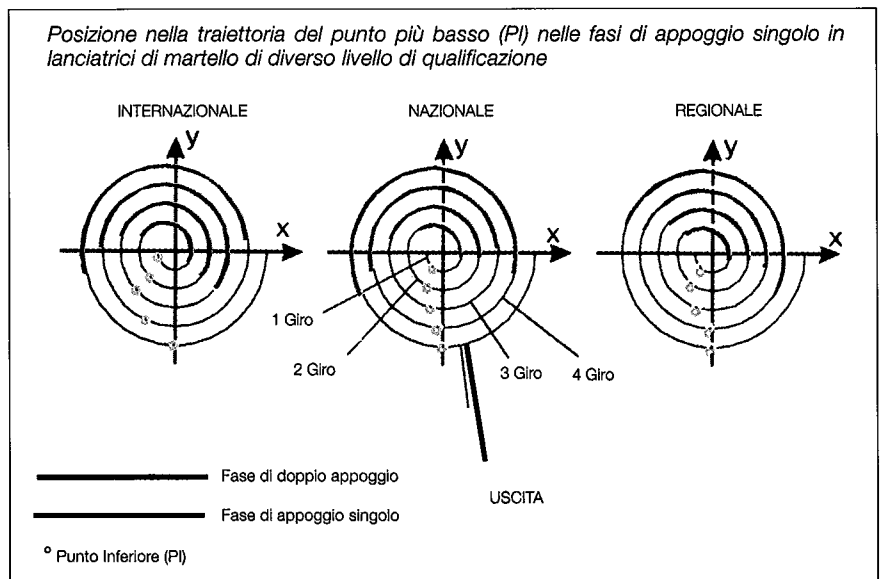 Posizione nella traiettoria del punto più basso (PI) nelle fasi di appoggio singolo in
lanciatrici di martello di diverso livello di qualificazione
INTERNAZIONALE
NAZIONALE
REGIONALE
y
y
y
x
x
x
1 Giro
2 Giro
3 Giro
4 Giro
USCITA
Fase di doppio appoggio
Fase di appoggio singolo
° Punto Inferiore (PI)